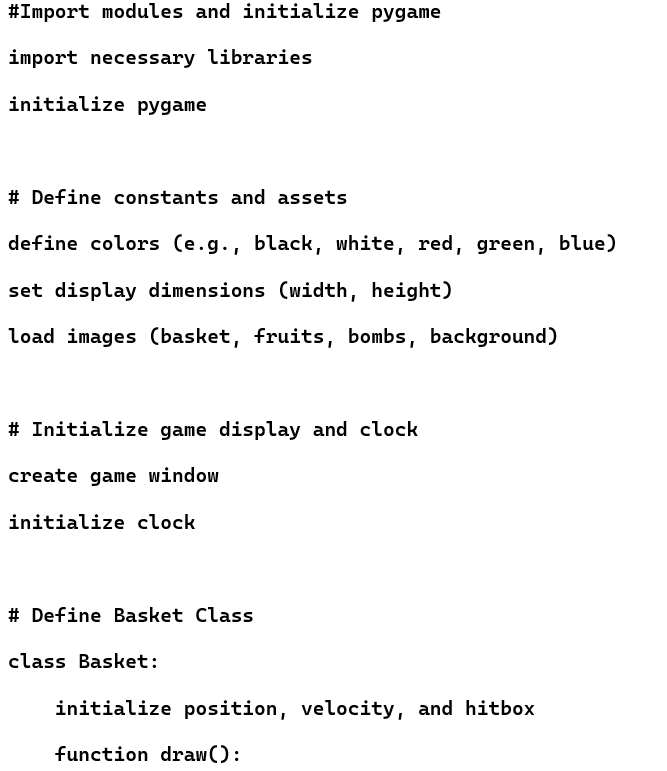 #Import modules and initialize pygame
import necessary libraries
initialize pygame
# Define constants and assets
define colors (e.g., black, white, red, green, blue)
set display dimensions (width, height)
load images (basket, fruits, bombs, background)
# Initialize game display and clock
create game window
initialize clock
# Define Basket Class
class Basket:
    initialize position, velocity, and hitbox
    function draw():